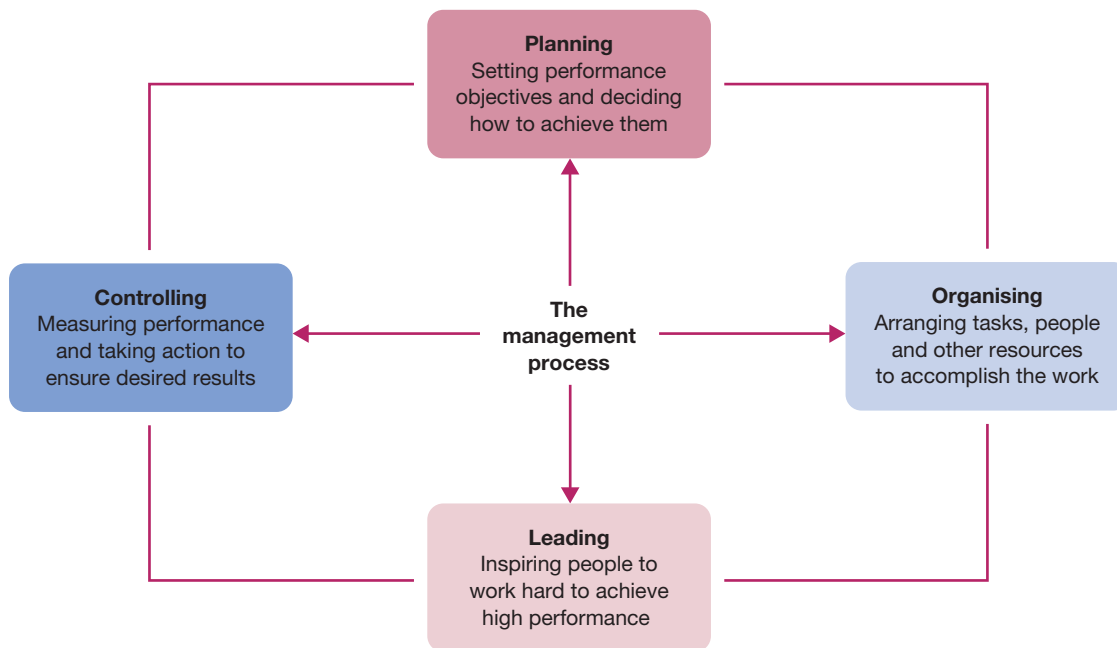 Planning
Setting performance
objectives and deciding
how to achieve them
Controlling
Measuring performance
and taking action to
ensure desired results
The
management
process
Organising
Arranging tasks, people
and other resources
to accomplish the work
Leading
Inspiring people to
work hard to achieve
high performance